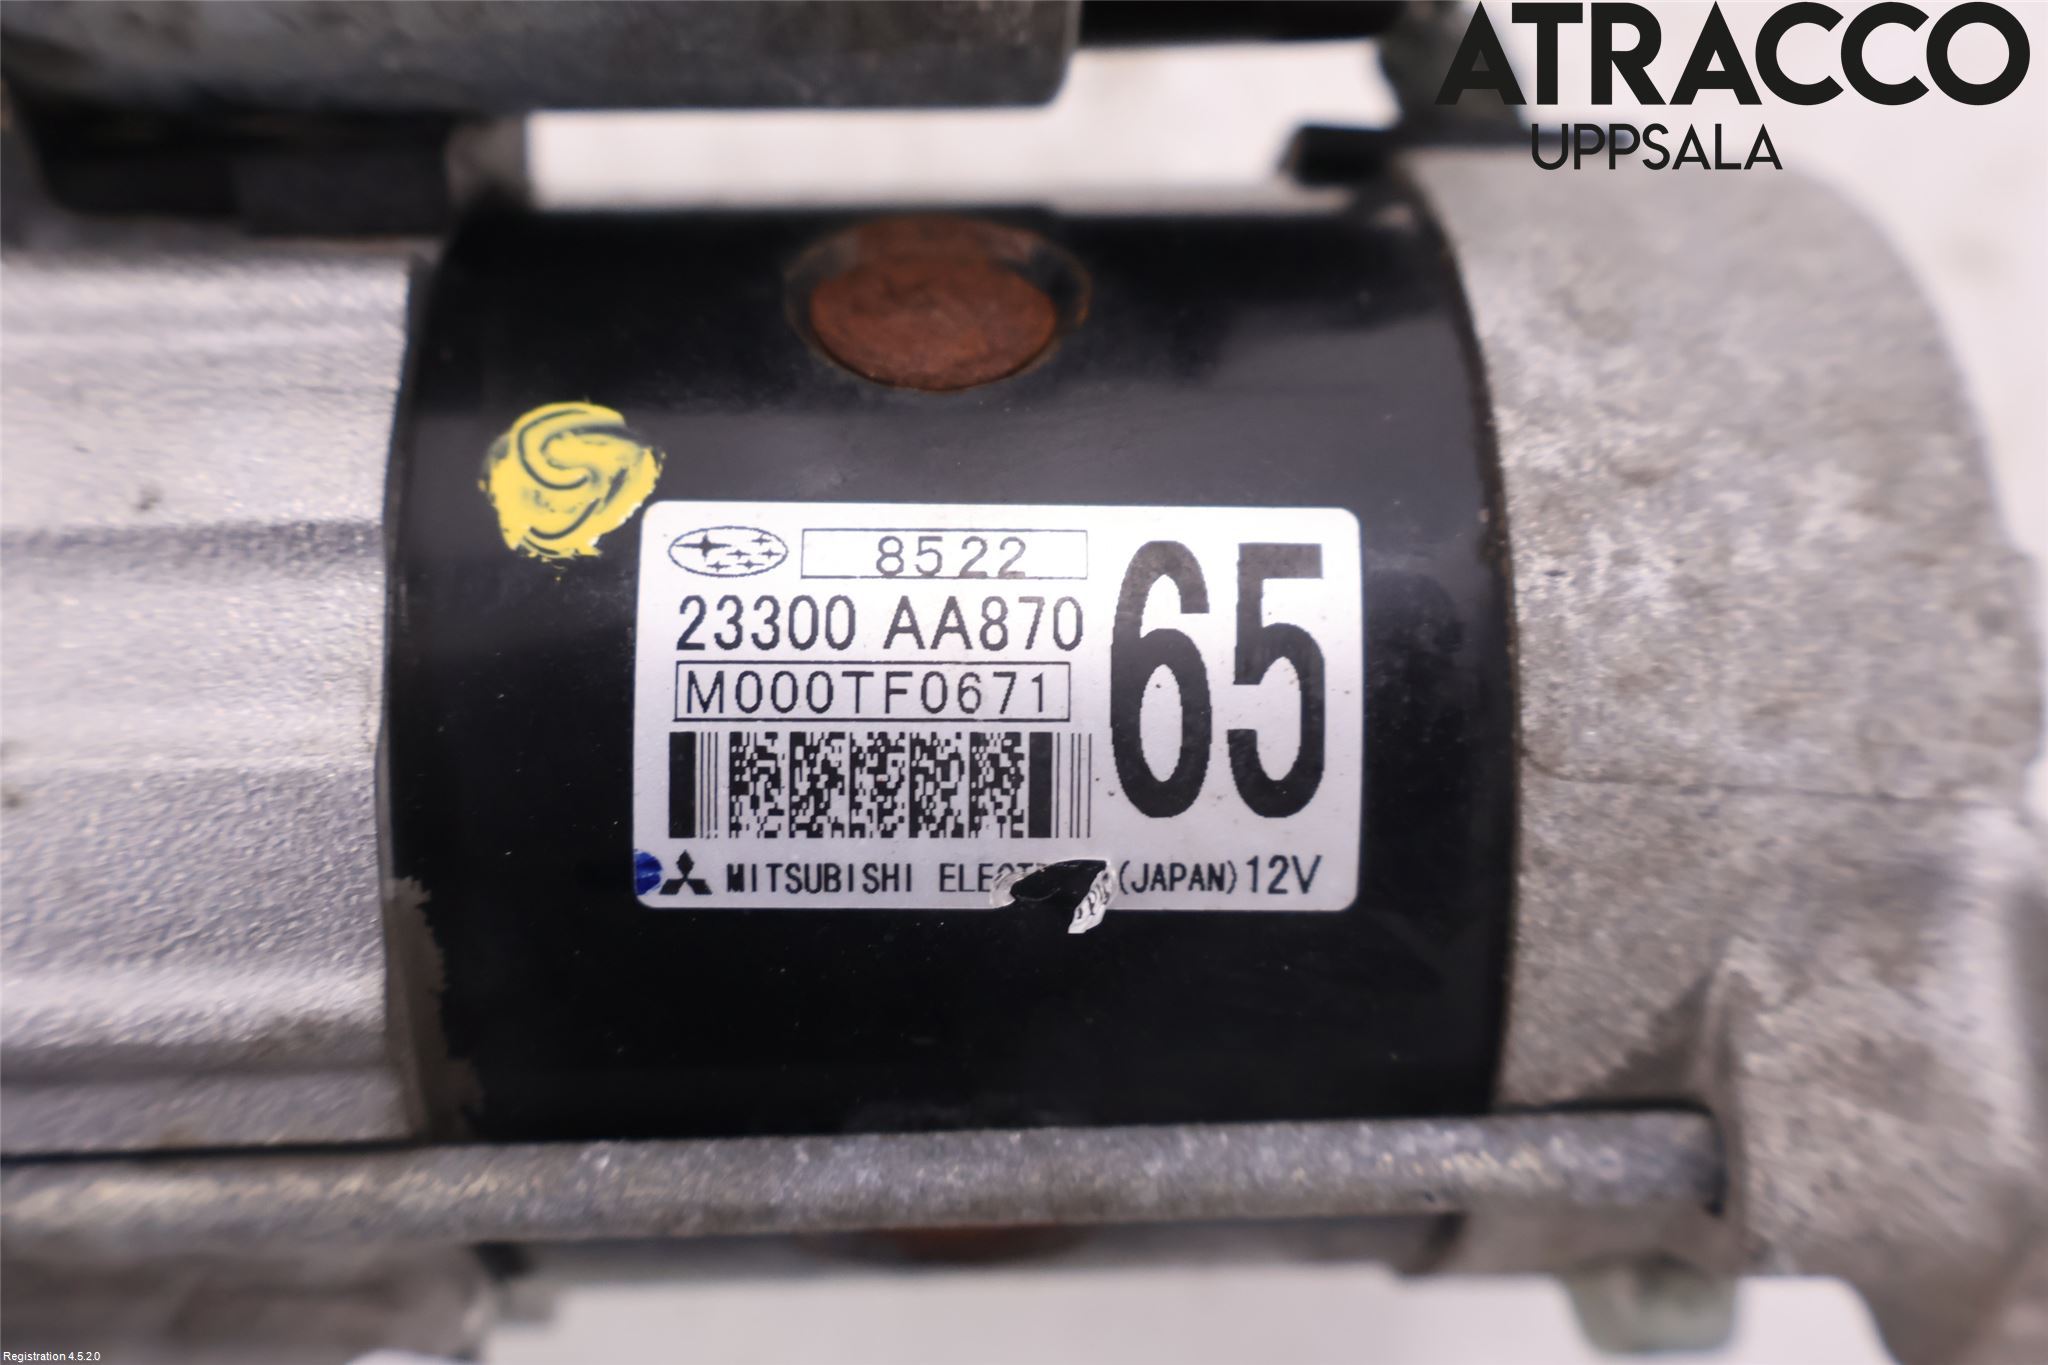 ATRACCO
UPPSALA
8522
23300 AA870
65
M000TF0671
MITSUBISHI (JAPAN) 12V
Registration 4.5.2.0